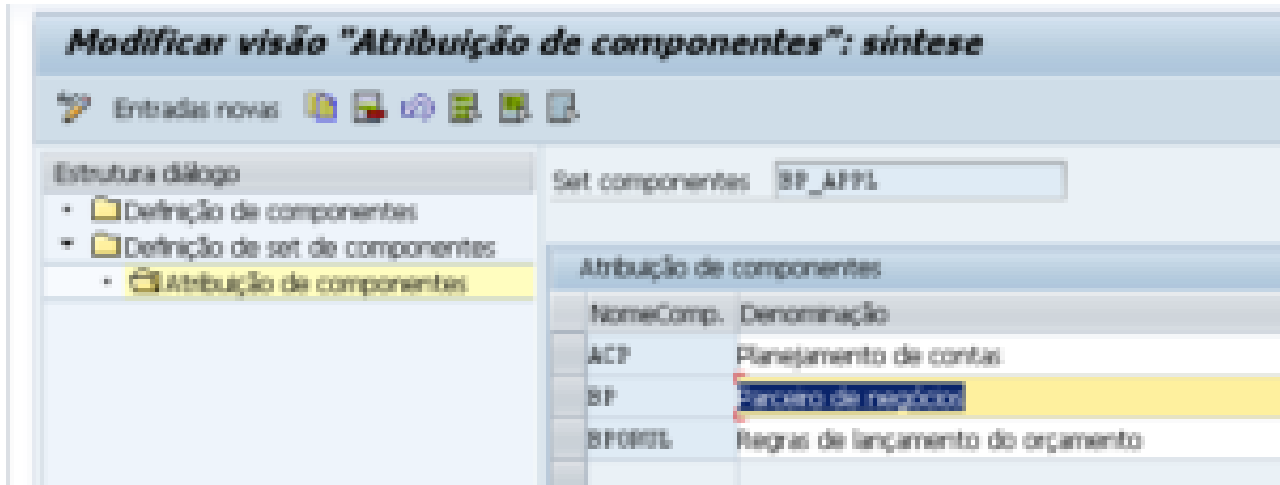 Modificar visão "Atribuição de componentes": síntese
Entradas novas
Estrutura diálogo
Definição de componentes
Definição de set de componentes
Atribuição de componentes
Set componentes BP_APPL
Atribuição de componentes
NomeComp. Denominação
ACP Planejamento de contas
BP Parceiro de negócios
Regras de lançamento do orçamento